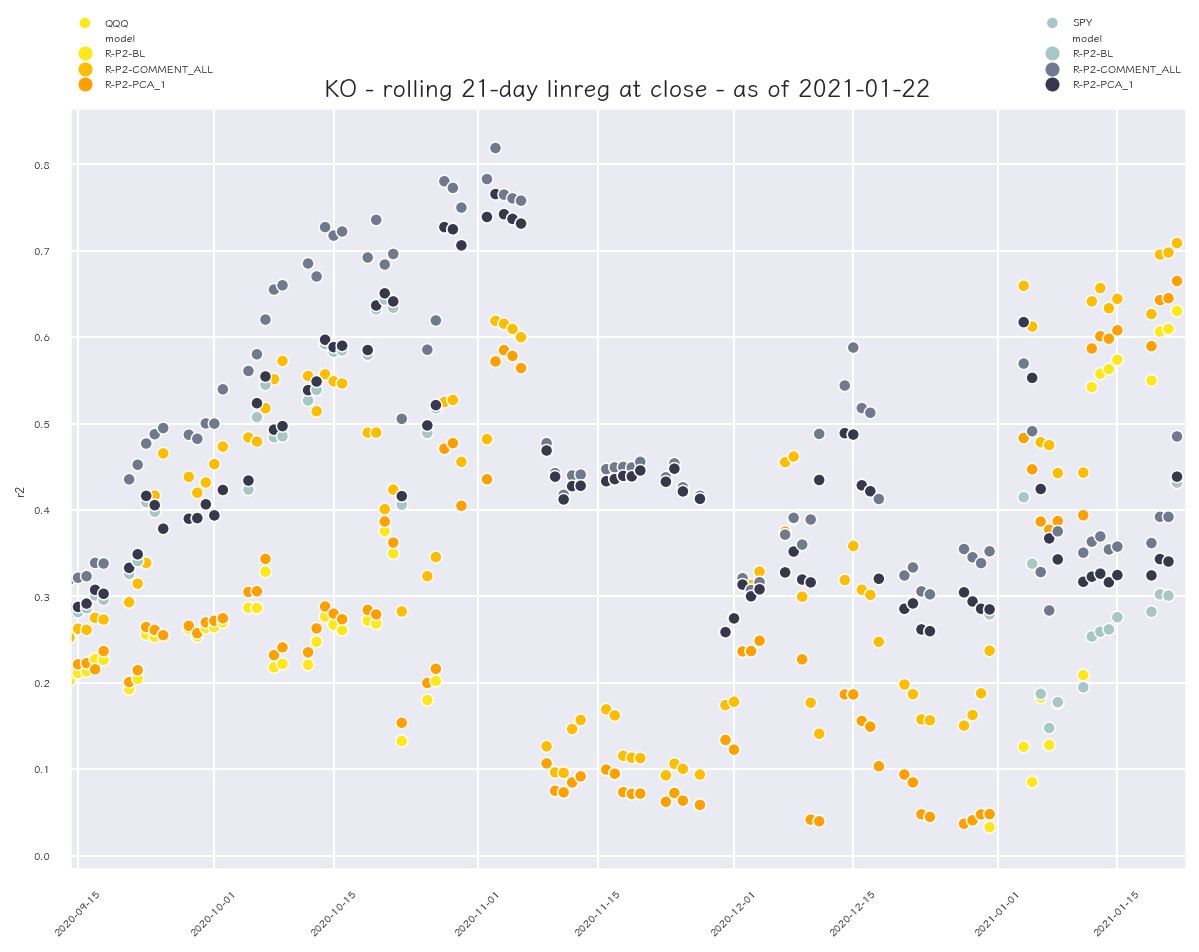 QQQ
model
R-P2-BL
R-P2-COMMENT_ALL
R-P2-PCA_1
SPY
model
R-P2-BL
R-P2-COMMENT_ALL
R-P2-PCA_1
KO - rolling 21-day linreg at close - as of 2021-01-22
r2
0.8
0.7
0.6
0.5
0.4
0.3
0.2
0.1
0.0
2020-09-15
2020-10-01
2020-10-15
2020-11-01
2020-11-15
2020-12-01
2020-12-15
2021-01-01
2021-01-15